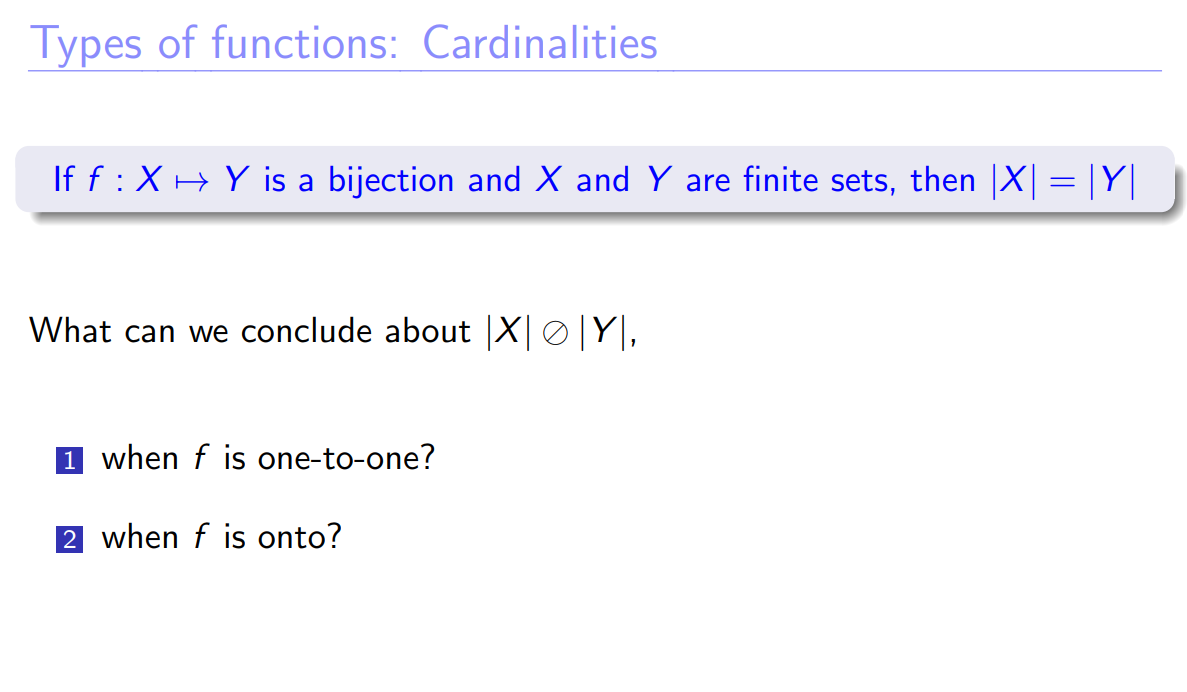 Types of functions: Cardinalities
If f : X ↦ Y is a bijection and X and Y are finite sets, then |X| = |Y|
What can we conclude about |X| ⊘ |Y|,
1 when f is one-to-one?
2 when f is onto?